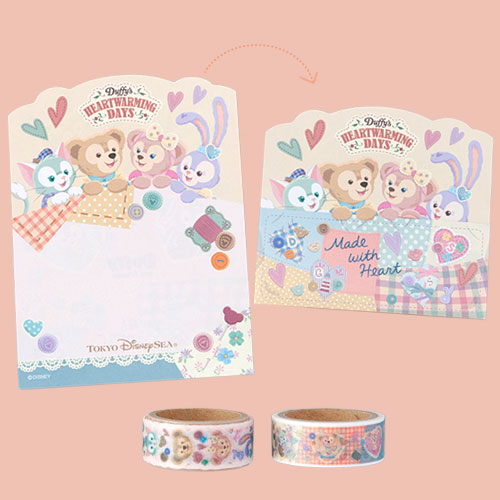 Duffy's
HEARTWARMING
DAYS
TOKYO DISNEYSEA®
©DISNEY
Duffy's
HEARTWARMING
DAYS
Made
with
Heart
D
S
G